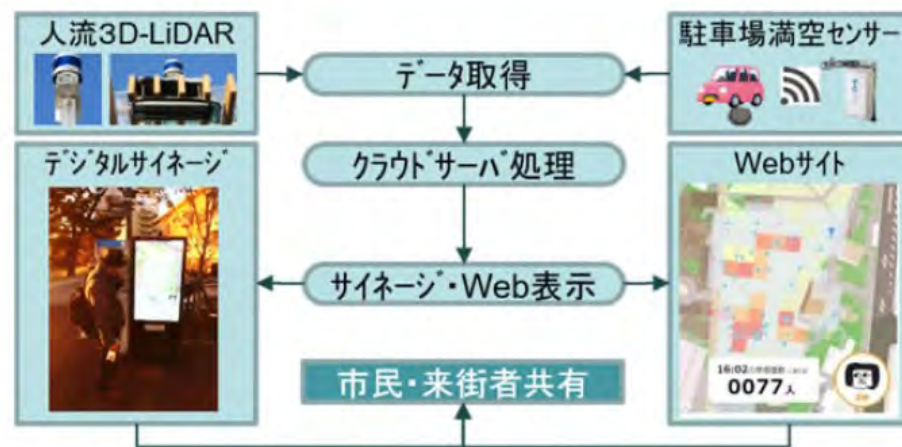 人流3D-LiDAR
データ取得
駐車場満空センサー
デジタルサイネージ
クラウドサーバ処理
Webサイト
サイネージ・Web表示
16:02
0077人
市民・来街者共有